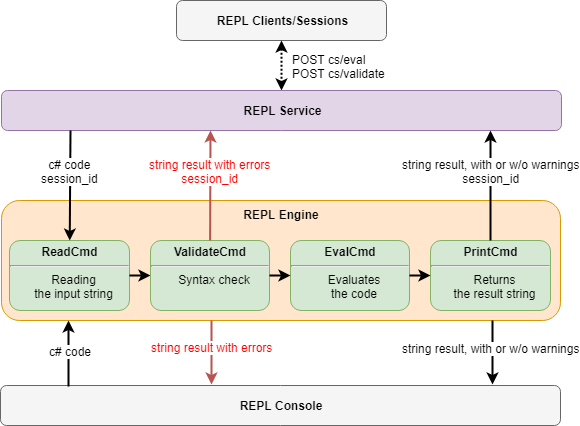 REPL Clients/Sessions
POST cs/eval
POST cs/validate
REPL Service
c# code
session_id
string result with errors
session_id
string result, with or w/o warnings
session_id
REPL Engine
ReadCmd
Reading
the input string
ValidateCmd
Syntax check
EvalCmd
Evaluates
the code
PrintCmd
Returns
the result string
c# code
string result with errors
string result, with or w/o warnings
REPL Console